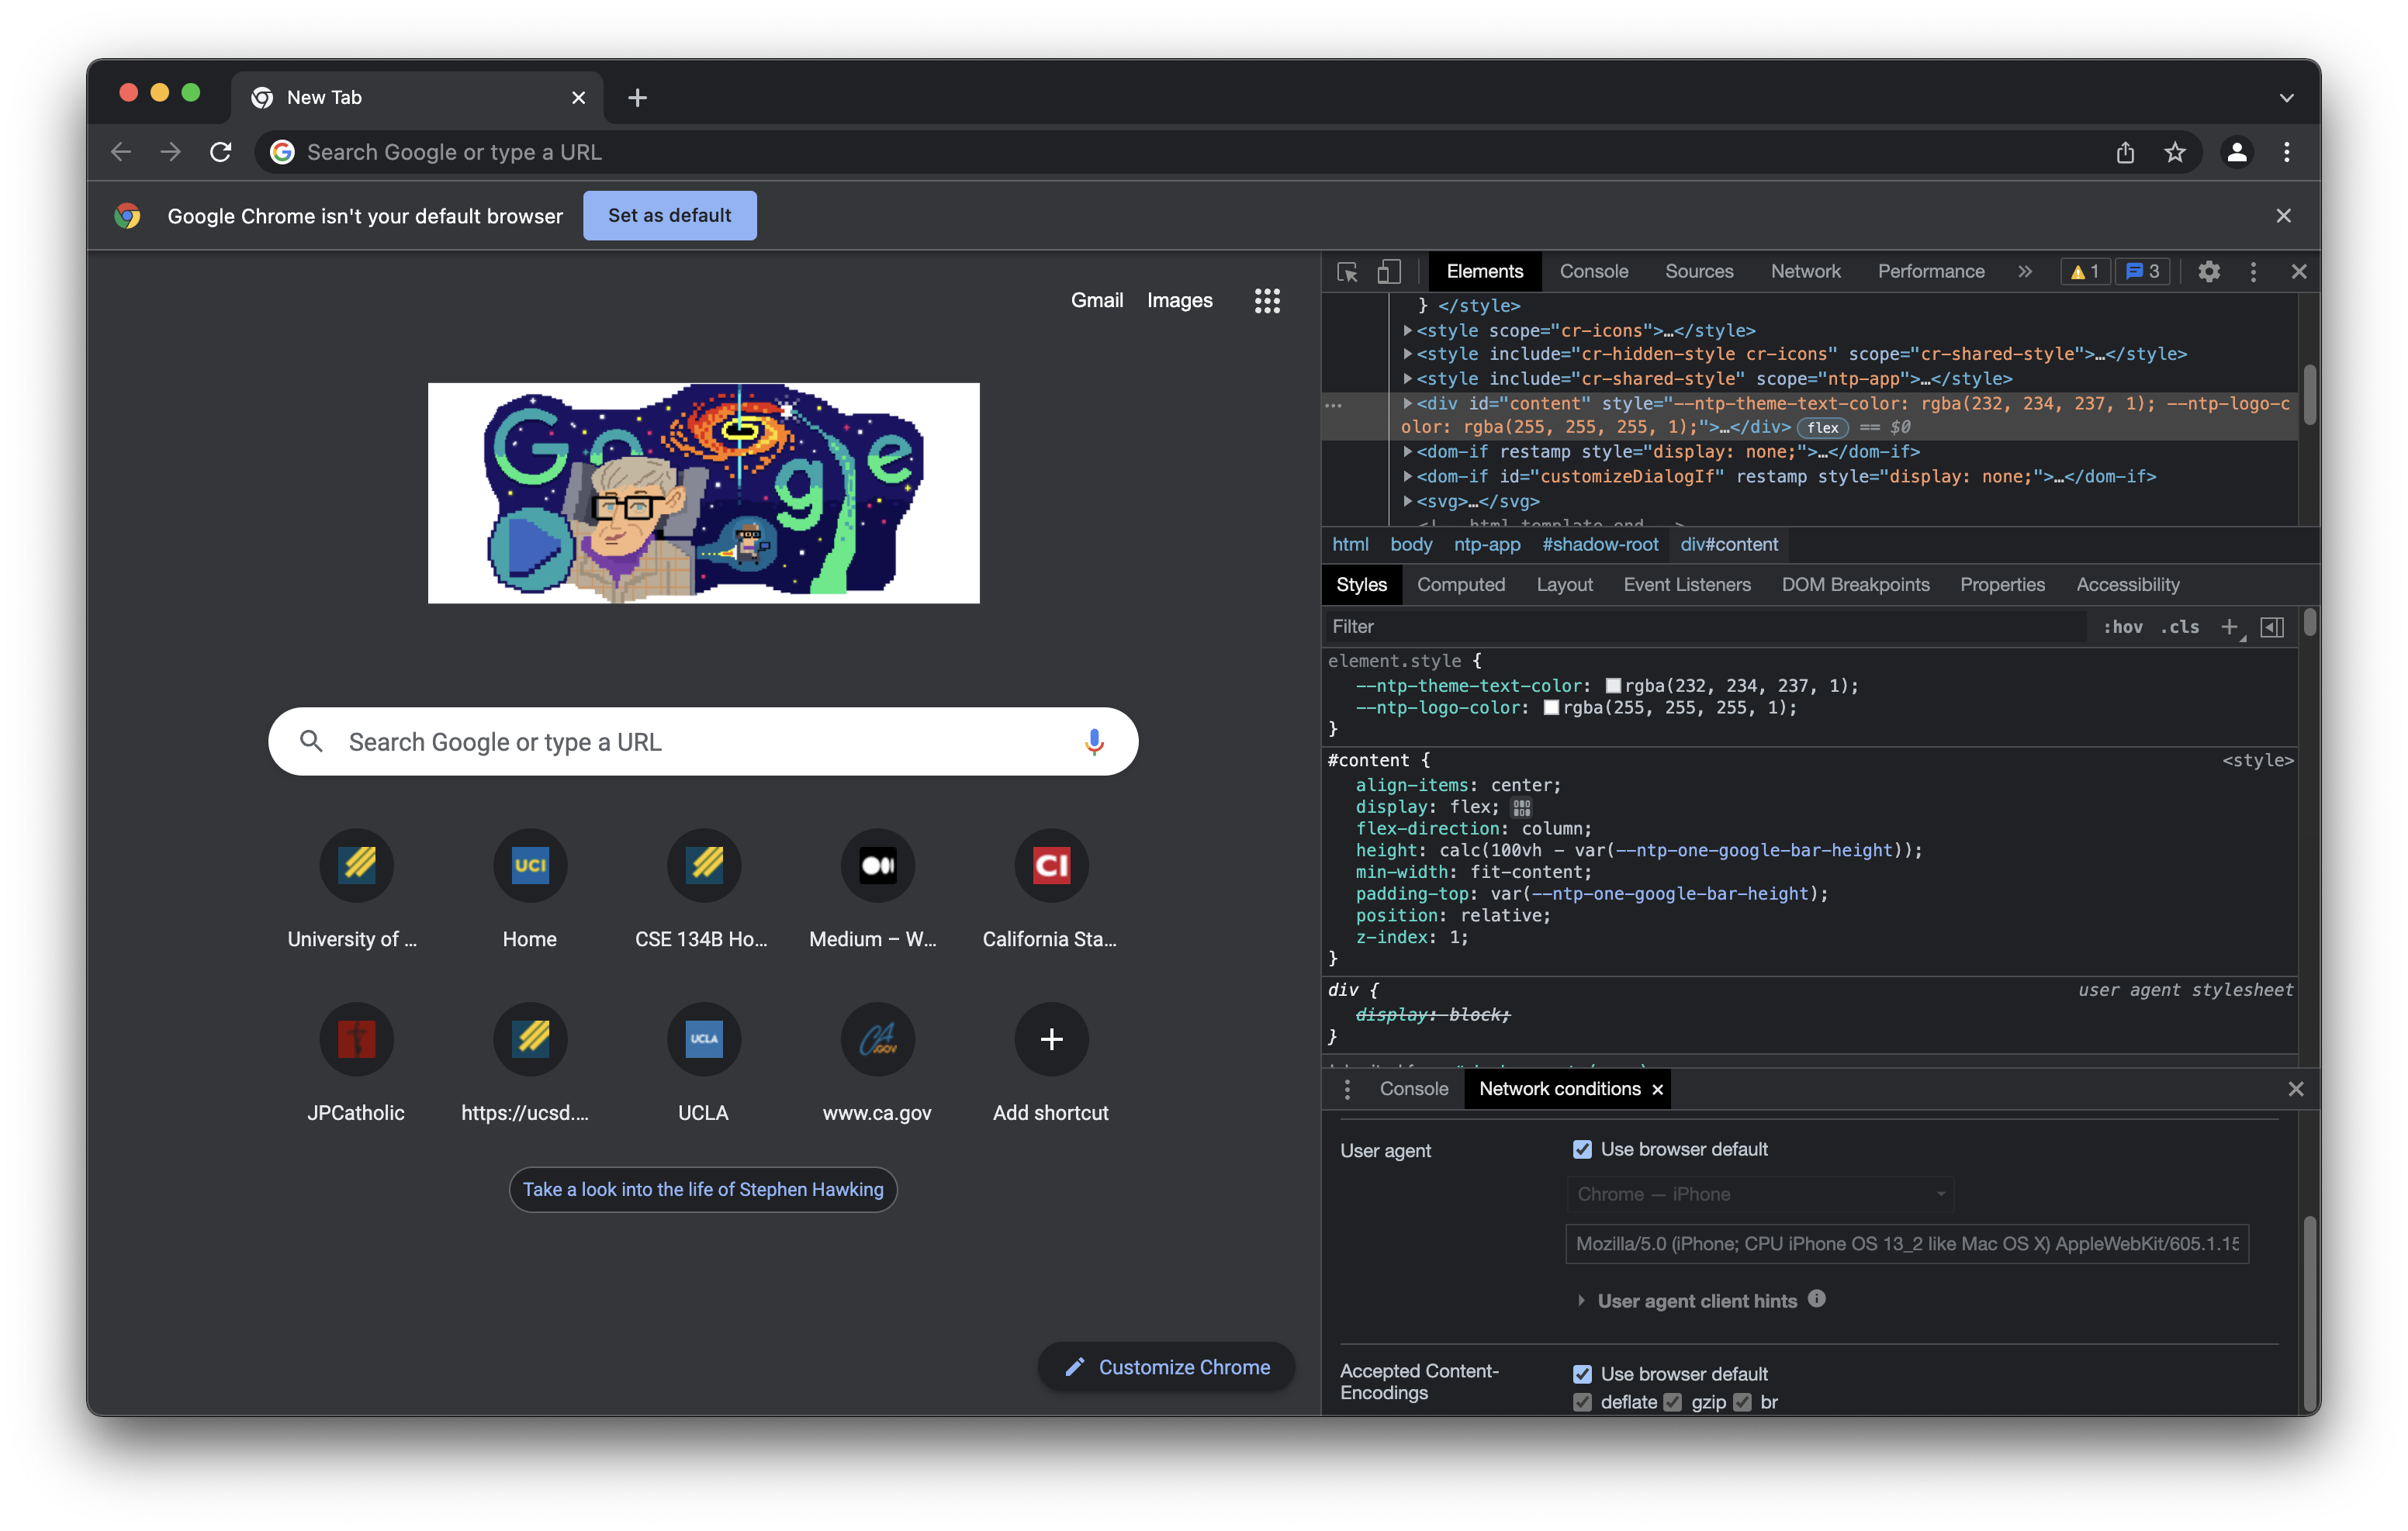 New Tab
Search Google or type a URL
Google Chrome isn't your default browser
Set as default
Gmail
Images
Google
Search Google or type a URL
University of ...
UCI
Home
CSE 134B Ho...
Medium – W...
CI
California Sta...
JPCatholic
https://ucsd....
UCLA
UCLA
CA.GOV
www.ca.gov
Add shortcut
Take a look into the life of Stephen Hawking
Customize Chrome
Elements Console Sources Network Performance » 1 3
} </style>
<style scope="cr-icons">…</style>
<style include="cr-hidden-style cr-icons" scope="cr-shared-style">…</style>
<style include="cr-shared-style" scope="ntp-app">…</style>
<div id="content" style="--ntp-theme-text-color: rgba(232, 234, 237, 1); --ntp-logo-c
olor: rgba(255, 255, 255, 1);">…</div> flex == $0
<dom-if restamp style="display: none;">…</dom-if>
<dom-if id="customizeDialogIf" restamp style="display: none;">…</dom-if>
<svg>…</svg>
html body ntp-app #shadow-root div#content
Styles Computed Layout Event Listeners DOM Breakpoints Properties Accessibility
Filter :hov .cls +
element.style {
--ntp-theme-text-color: rgba(232, 234, 237, 1);
--ntp-logo-color: rgba(255, 255, 255, 1);
}
#content { <style>
align-items: center;
display: flex;
flex-direction: column;
height: calc(100vh - var(--ntp-one-google-bar-height));
min-width: fit-content;
padding-top: var(--ntp-one-google-bar-height);
position: relative;
z-index: 1;
}
div { user agent stylesheet
display: block;
}
Console Network conditions
User agent
Use browser default
Chrome — iPhone
Mozilla/5.0 (iPhone; CPU iPhone OS 13_2 like Mac OS X) AppleWebKit/605.1.15
User agent client hints
Accepted Content-
Encodings
Use browser default
deflate gzip br